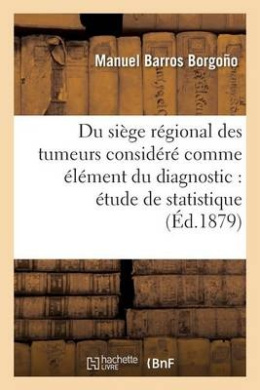 Manuel Barros Borgoño
Du siège régional des tumeurs considéré comme
élément du diagnostic : étude de statistique
(Éd.1879)
hachette
LIVRE
{BnF